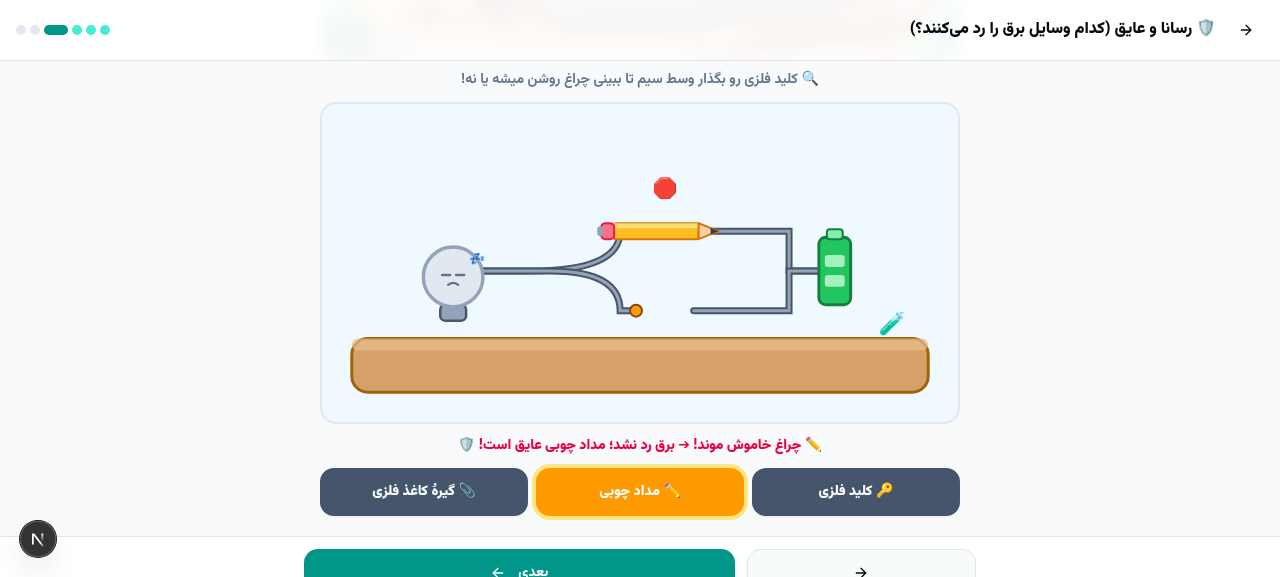 🛡️ رسانا و عایق (کدام وسایل برق را رد می‌کنند؟)
🔍 کلید فلزی رو بگذار وسط سیم تا ببینی چراغ روشن میشه یا نه!
💤
✏️ چراغ خاموش موند! → برق رد نشد؛ مداد چوبی عایق است! 🛡️
🔑 کلید فلزی
✏️ مداد چوبی
📎 گیرهٔ کاغذ فلزی
N
بعدی ←